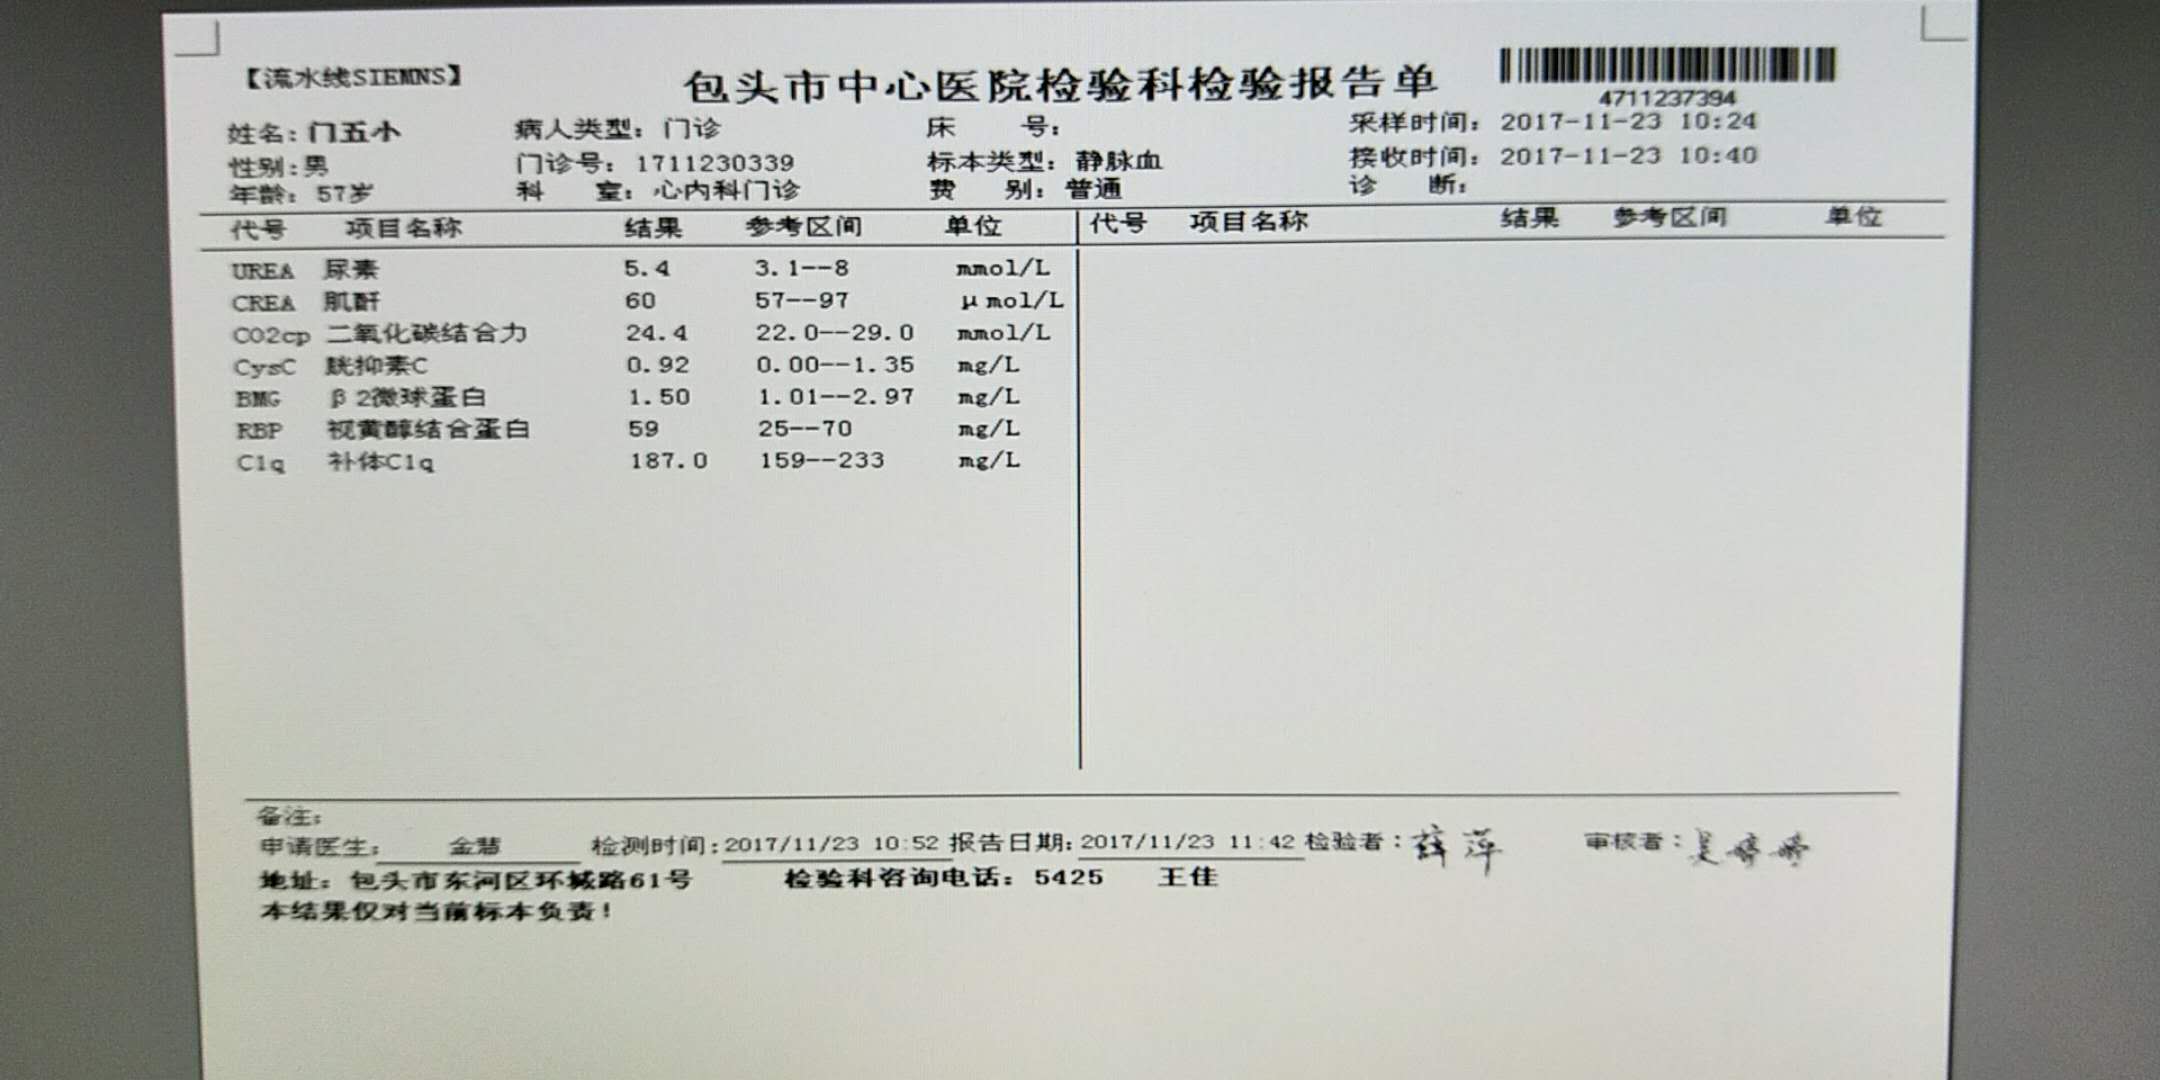 【流水线SIEMNS】
包头市中心医院检验科检验报告单
4711237394
姓名:门五小 病人类型:门诊 床 号: 采样时间: 2017-11-23 10:24
性别:男 门诊号: 1711230339 标本类型:静脉血 接收时间: 2017-11-23 10:40
年龄: 57岁 科 室:心内科门诊 费 别:普通 诊 断:
代号 项目名称 结果 参考区间 单位 代号 项目名称 结果 参考区间 单位
UREA 尿素 5.4 3.1--8 mmol/L
CREA 肌酐 60 57--97 μmol/L
CO2cp 二氧化碳结合力 24.4 22.0--29.0 mmol/L
CysC 胱抑素C 0.92 0.00--1.35 mg/L
BMG β2微球蛋白 1.50 1.01--2.97 mg/L
RBP 视黄醇结合蛋白 59 25--70 mg/L
C1q 补体C1q 187.0 159--233 mg/L
备注:
申请医生: 金慧 检测时间:2017/11/23 10:52 报告日期:2017/11/23 11:42 检验者:薛萍 审核者:吴婷婷
地址: 包头市东河区环城路61号 检验科咨询电话: 5425 王佳
本结果仅对当前标本负责!